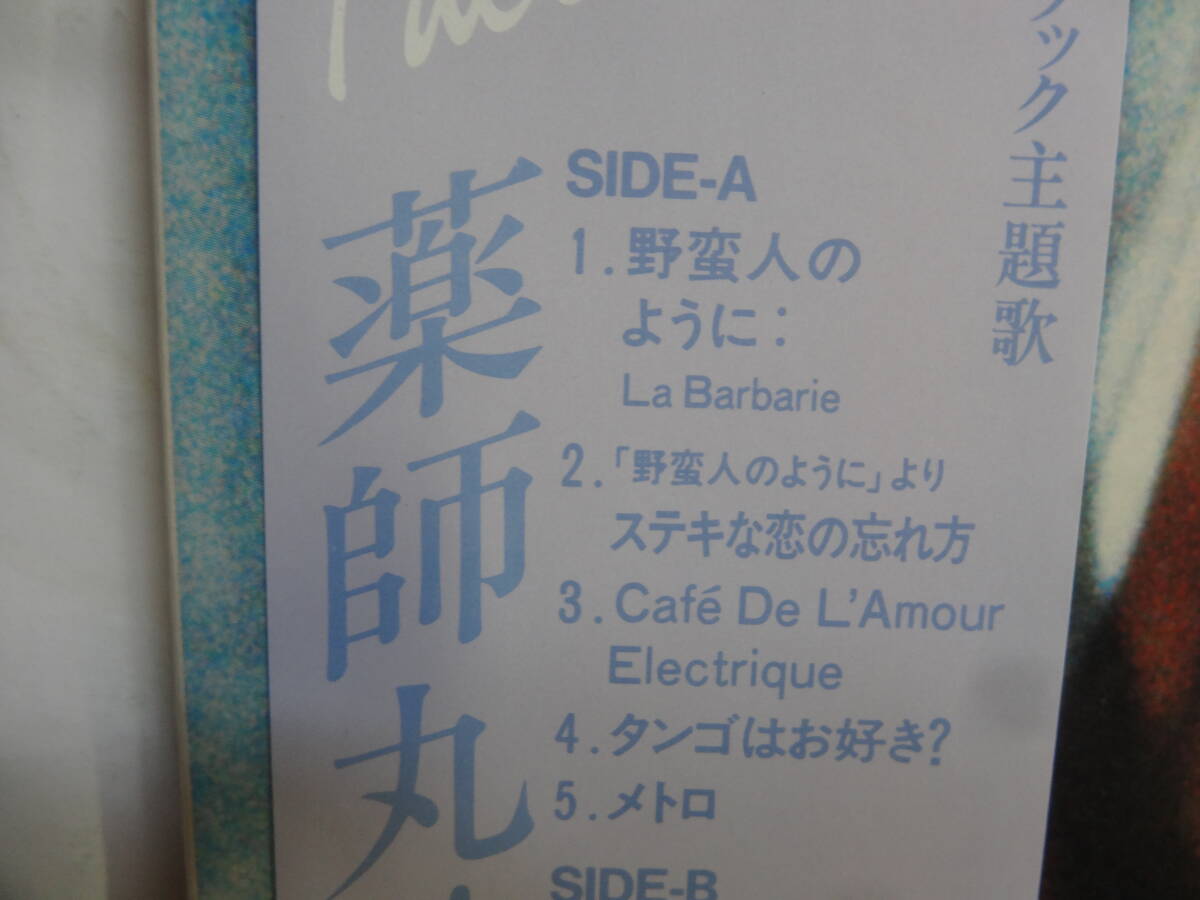 ック主題歌
薬師丸
SIDE-A
1.野蛮人の
ように:
La Barbarie
2.「野蛮人のように」より
ステキな恋の忘れ方
3.Café De L'Amour
Electrique
4.タンゴはお好き?
5.メトロ
SIDE-B